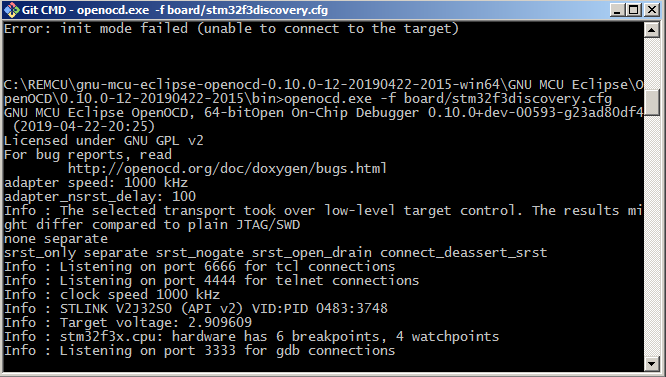 Git CMD - openocd.exe -f board/stm32f3discovery.cfg
Error: init mode failed (unable to connect to the target)
C:\REMCU\gnu-mcu-eclipse-openocd-0.10.0-12-20190422-2015-win64\GNU MCU Eclipse\O
penOCD\0.10.0-12-20190422-2015\bin>openocd.exe -f board/stm32f3discovery.cfg
GNU MCU Eclipse OpenOCD, 64-bitOpen On-Chip Debugger 0.10.0+dev-00593-g23ad80df4
(2019-04-22-20:25)
Licensed under GNU GPL v2
For bug reports, read
http://openocd.org/doc/doxygen/bugs.html
adapter speed: 1000 kHz
adapter_nsrst_delay: 100
Info : The selected transport took over low-level target control. The results mi
ght differ compared to plain JTAG/SWD
none separate
srst_only separate srst_nogate srst_open_drain connect_deassert_srst
Info : Listening on port 6666 for tcl connections
Info : Listening on port 4444 for telnet connections
Info : clock speed 1000 kHz
Info : STLINK V2J32S0 (API v2) VID:PID 0483:3748
Info : Target voltage: 2.909609
Info : stm32f3x.cpu: hardware has 6 breakpoints, 4 watchpoints
Info : Listening on port 3333 for gdb connections